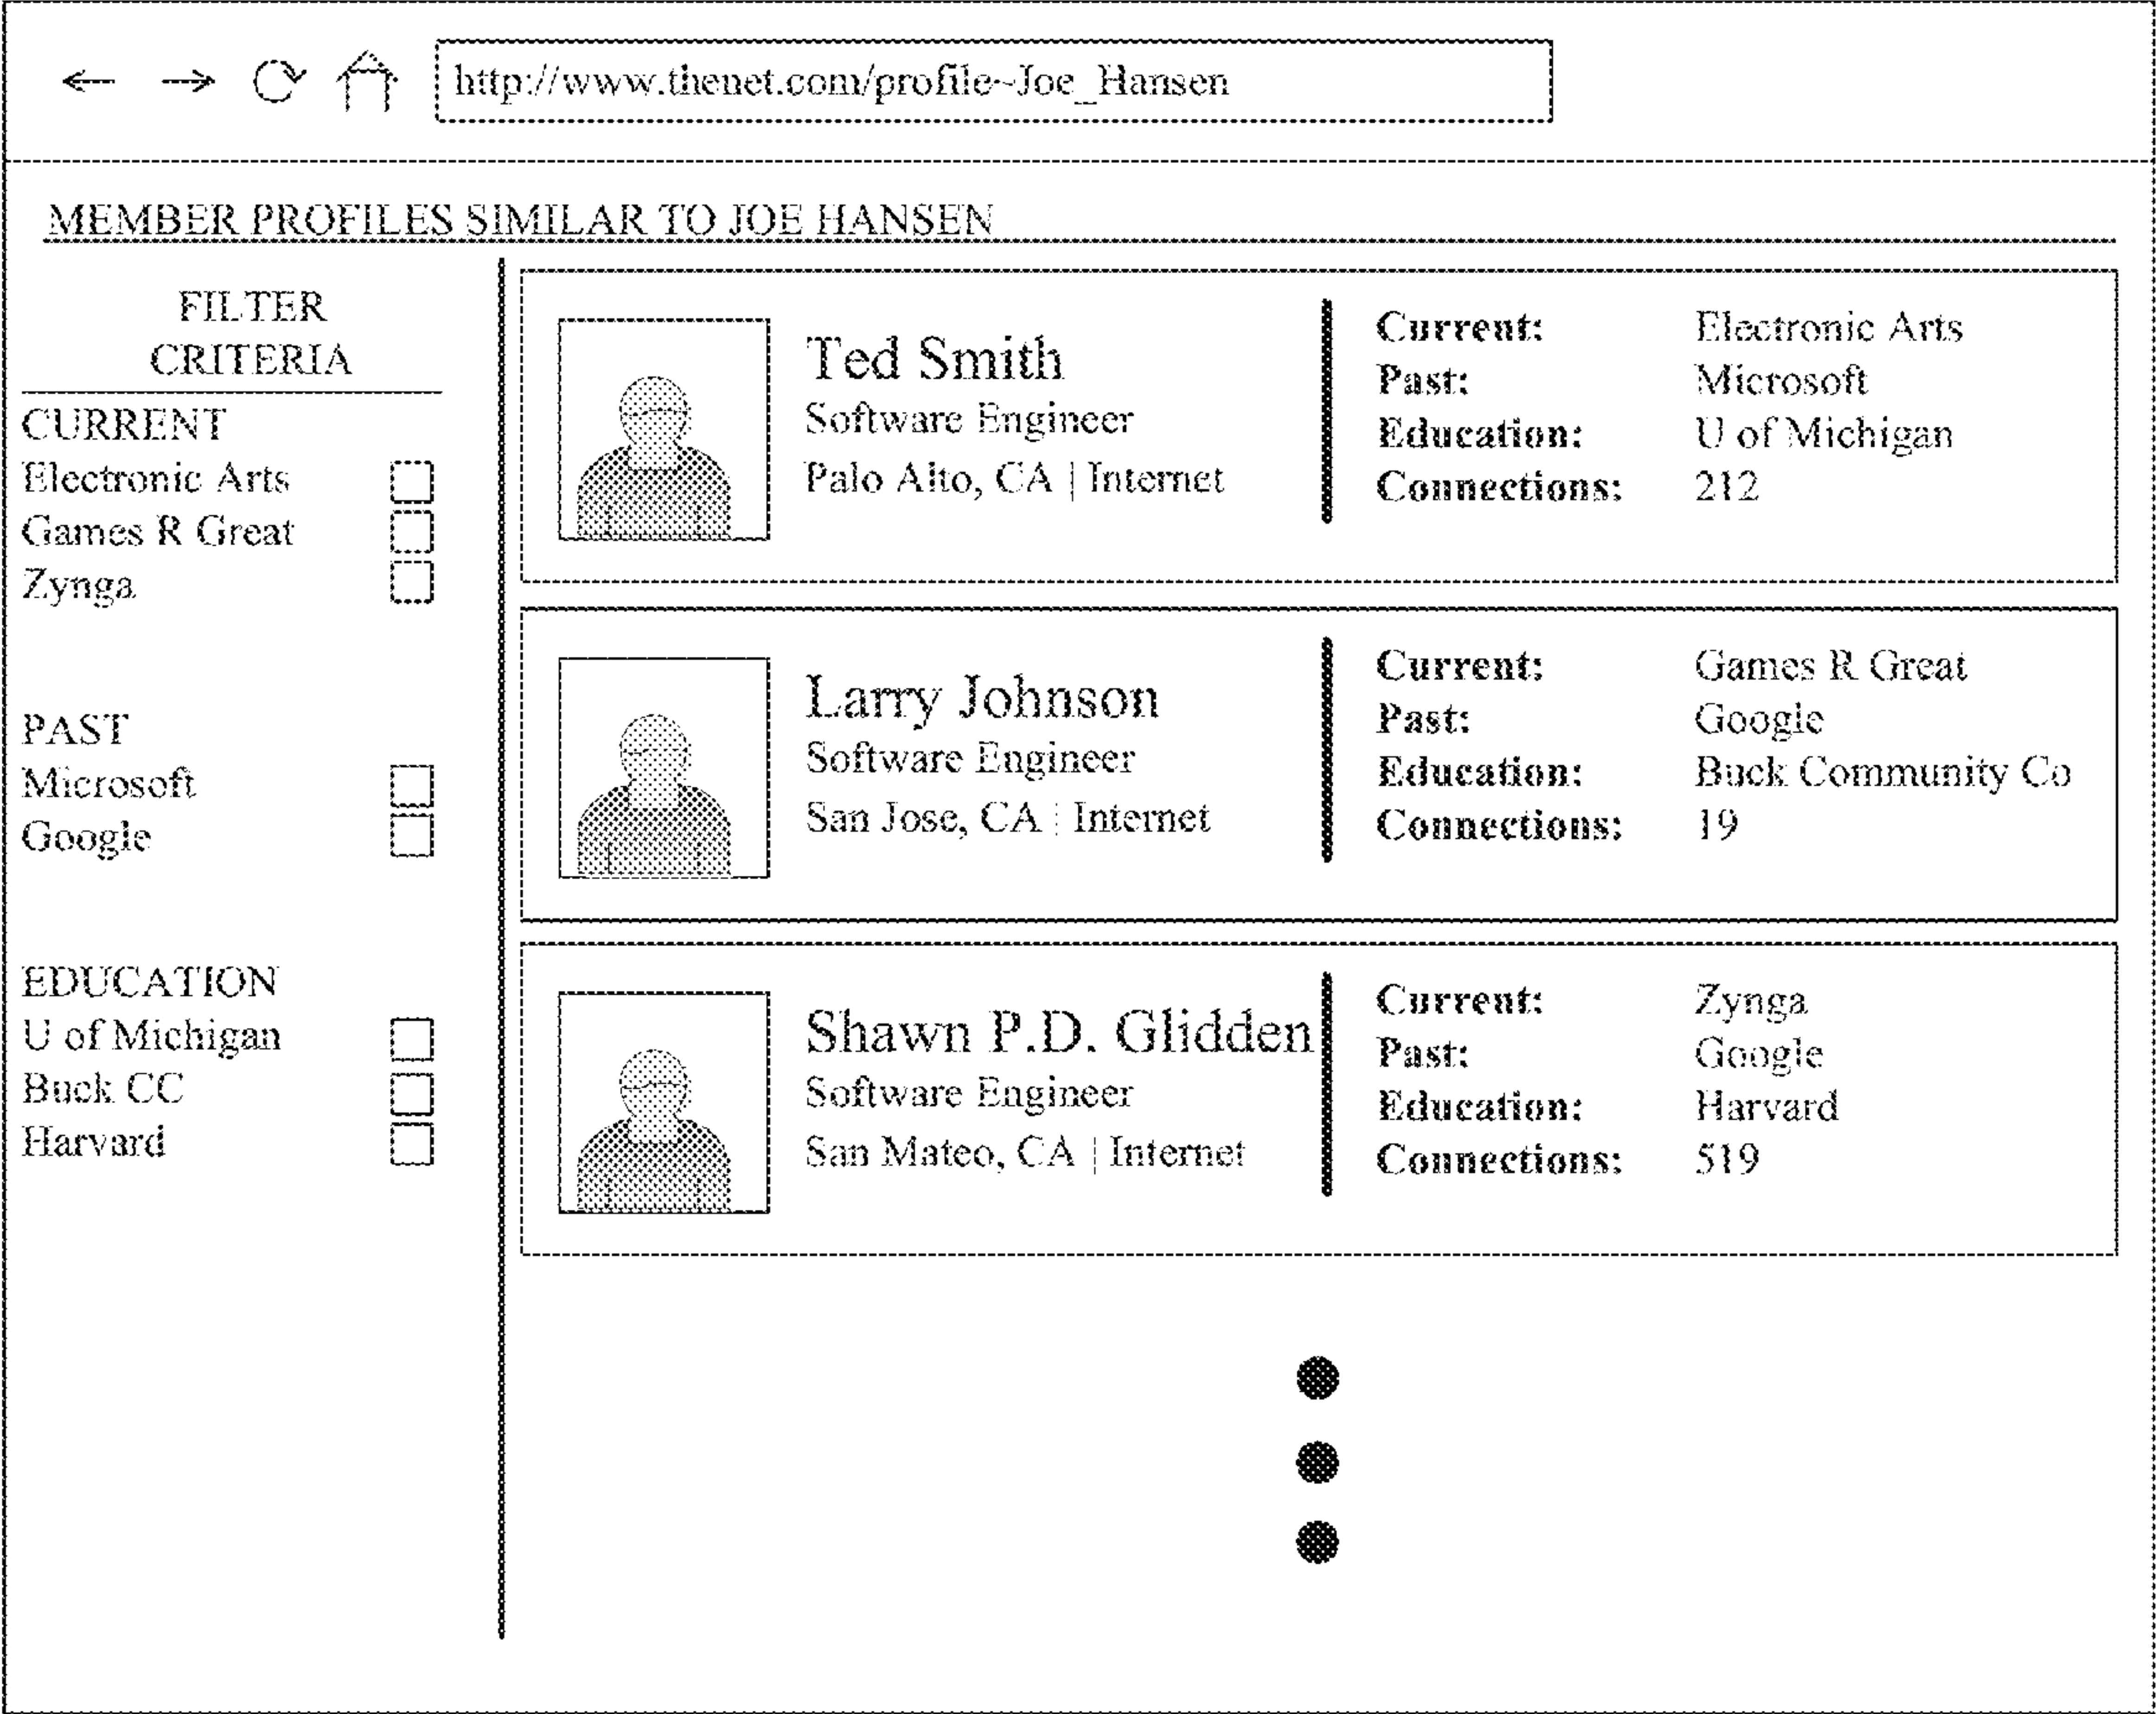 http://www.thenet.com/profile~Joe_Hansen
MEMBER PROFILES SIMILAR TO JOE HANSEN
FILTER
CRITERIA
CURRENT
Electronic Arts
Games R Great
Zynga
PAST
Microsoft
Google
EDUCATION
U of Michigan
Buck CC
Harvard
Ted Smith
Software Engineer
Palo Alto, CA | Internet
Current: Electronic Arts
Past: Microsoft
Education: U of Michigan
Connections: 212
Larry Johnson
Software Engineer
San Jose, CA | Internet
Current: Games R Great
Past: Google
Education: Buck Community Co
Connections: 19
Shawn P.D. Glidden
Software Engineer
San Mateo, CA | Internet
Current: Zynga
Past: Google
Education: Harvard
Connections: 519